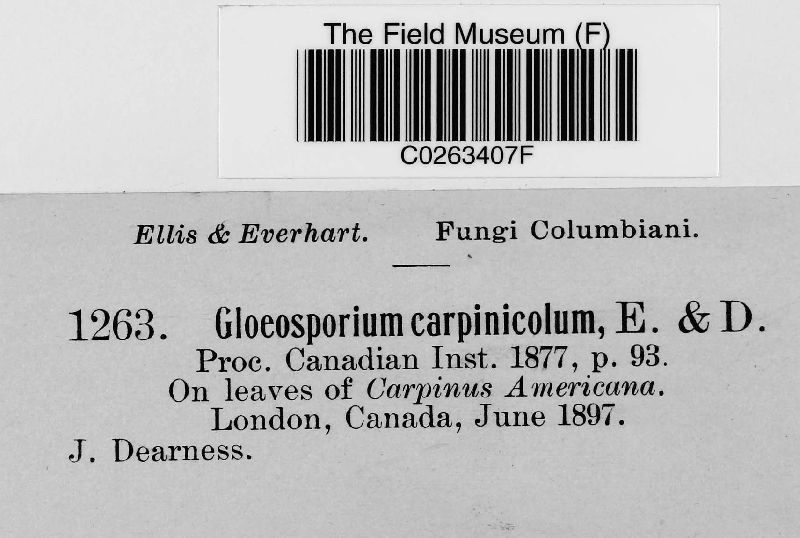 The Field Museum (F)
C0263407F
Ellis & Everhart. Fungi Columbiani.
1263. Gloeosporium carpinicolum, E. & D.
Proc. Canadian Inst. 1877, p. 93.
On leaves of Carpinus Americana.
London, Canada, June 1897.
J. Dearness.